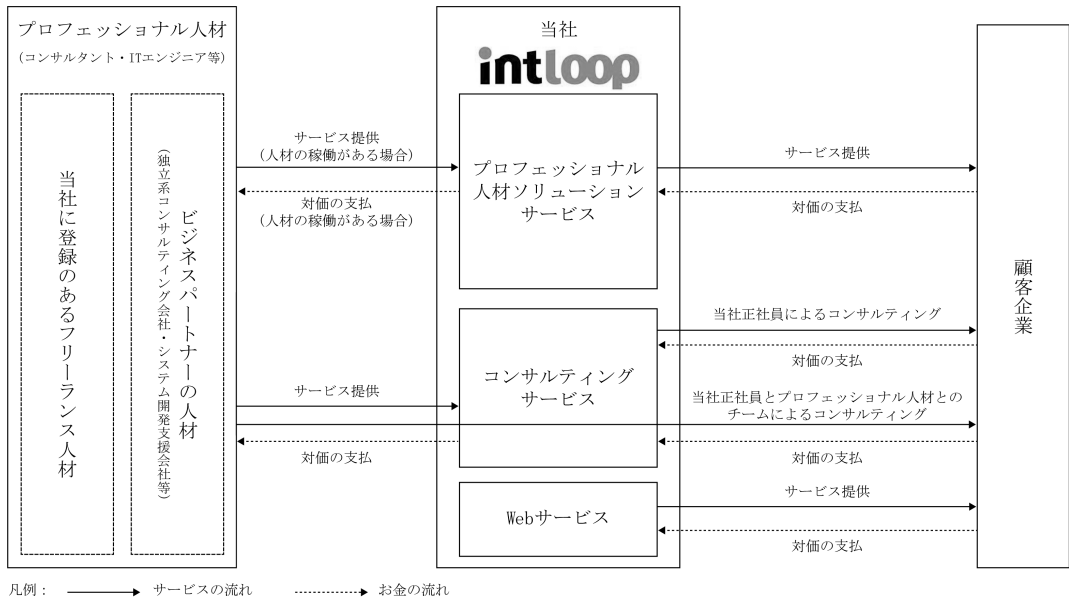 プロフェッショナル人材
(コンサルタント・ITエンジニア等)
当社に登録のあるフリーランス人材
ビジネスパートナーの人材
(独立系コンサルティング会社・システム開発支援会社等)
サービス提供
(人材の稼働がある場合)
対価の支払
(人材の稼働がある場合)
サービス提供
対価の支払
当社
intloop
プロフェッショナル
人材ソリューション
サービス
コンサルティング
サービス
Webサービス
サービス提供
対価の支払
当社正社員によるコンサルティング
対価の支払
当社正社員とプロフェッショナル人材との
チームによるコンサルティング
対価の支払
サービス提供
対価の支払
顧客企業
凡例：
サービスの流れ
お金の流れ